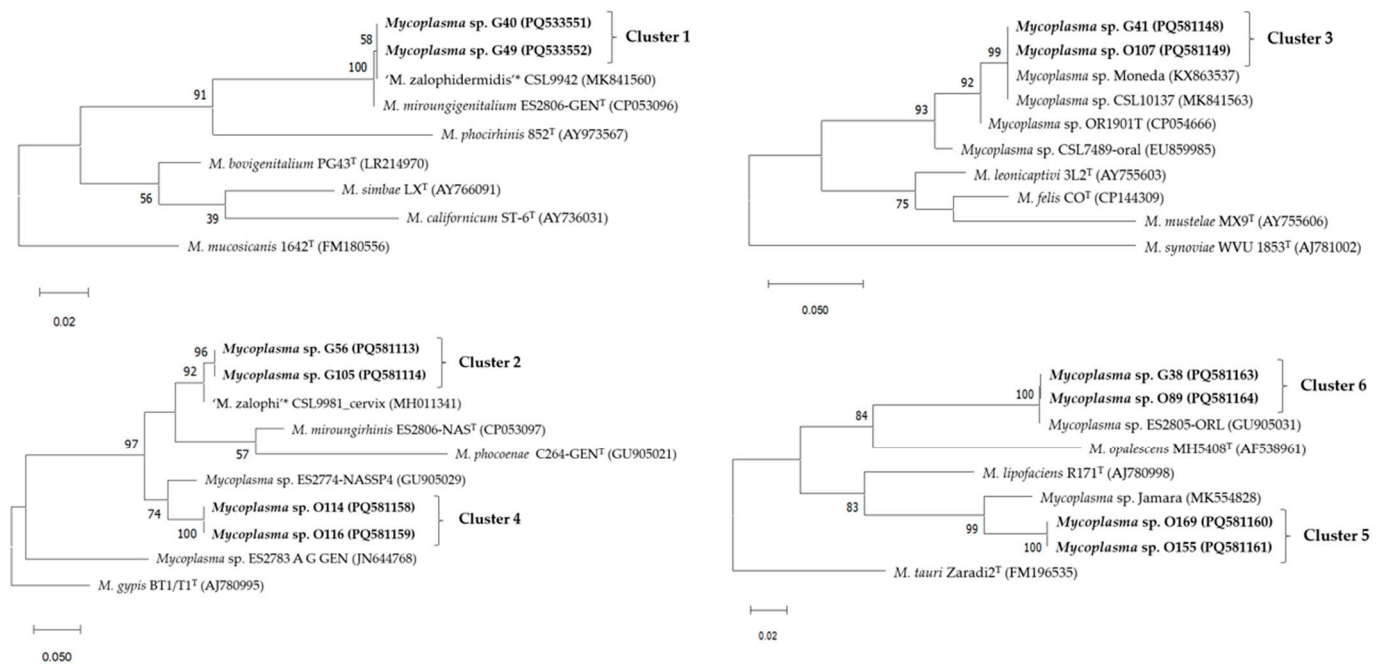 Mycoplasma sp. G40 (PQ533551)
58
Cluster 1
Mycoplasma sp. G49 (PQ533552)
100
'M. zalophidermidis'* CSL9942 (MK841560)
91
M. miroungigenitalium ES2806-GENᵀ (CP053096)
M. phocirhinis 852ᵀ (AY973567)
M. bovigenitalium PG43ᵀ (LR214970)
56
M. simbae LXᵀ (AY766091)
39
M. californicum ST-6ᵀ (AY736031)
M. mucosicanis 1642ᵀ (FM180556)
0.02
Mycoplasma sp. G41 (PQ581148)
Cluster 3
99
Mycoplasma sp. O107 (PQ581149)
92
Mycoplasma sp. Moneda (KX863537)
Mycoplasma sp. CSL10137 (MK841563)
93
Mycoplasma sp. OR1901T (CP054666)
Mycoplasma sp. CSL7489-oral (EU859985)
M. leonicaptivi 3L2ᵀ (AY755603)
75
M. felis COᵀ (CP144309)
M. mustelae MX9ᵀ (AY755606)
M. synoviae WVU 1853ᵀ (AJ781002)
0.050
96
Mycoplasma sp. G56 (PQ581113)
Cluster 2
92
Mycoplasma sp. G105 (PQ581114)
'M. zalophi'* CSL9981_cervix (MH011341)
97
M. miroungirhinis ES2806-NASᵀ (CP053097)
57
M. phocoenae C264-GENᵀ (GU905021)
Mycoplasma sp. ES2774-NASSP4 (GU905029)
74
Mycoplasma sp. O114 (PQ581158)
Cluster 4
100
Mycoplasma sp. O116 (PQ581159)
Mycoplasma sp. ES2783 A G GEN (JN644768)
M. gypis BT1/T1ᵀ (AJ780995)
0.050
Mycoplasma sp. G38 (PQ581163)
Cluster 6
100
Mycoplasma sp. O89 (PQ581164)
84
Mycoplasma sp. ES2805-ORL (GU905031)
M. opalescens MH5408ᵀ (AF538961)
M. lipofaciens R171ᵀ (AJ780998)
83
Mycoplasma sp. Jamara (MK554828)
99
Mycoplasma sp. O169 (PQ581160)
Cluster 5
100
Mycoplasma sp. O155 (PQ581161)
M. tauri Zaradi2ᵀ (FM196535)
0.02